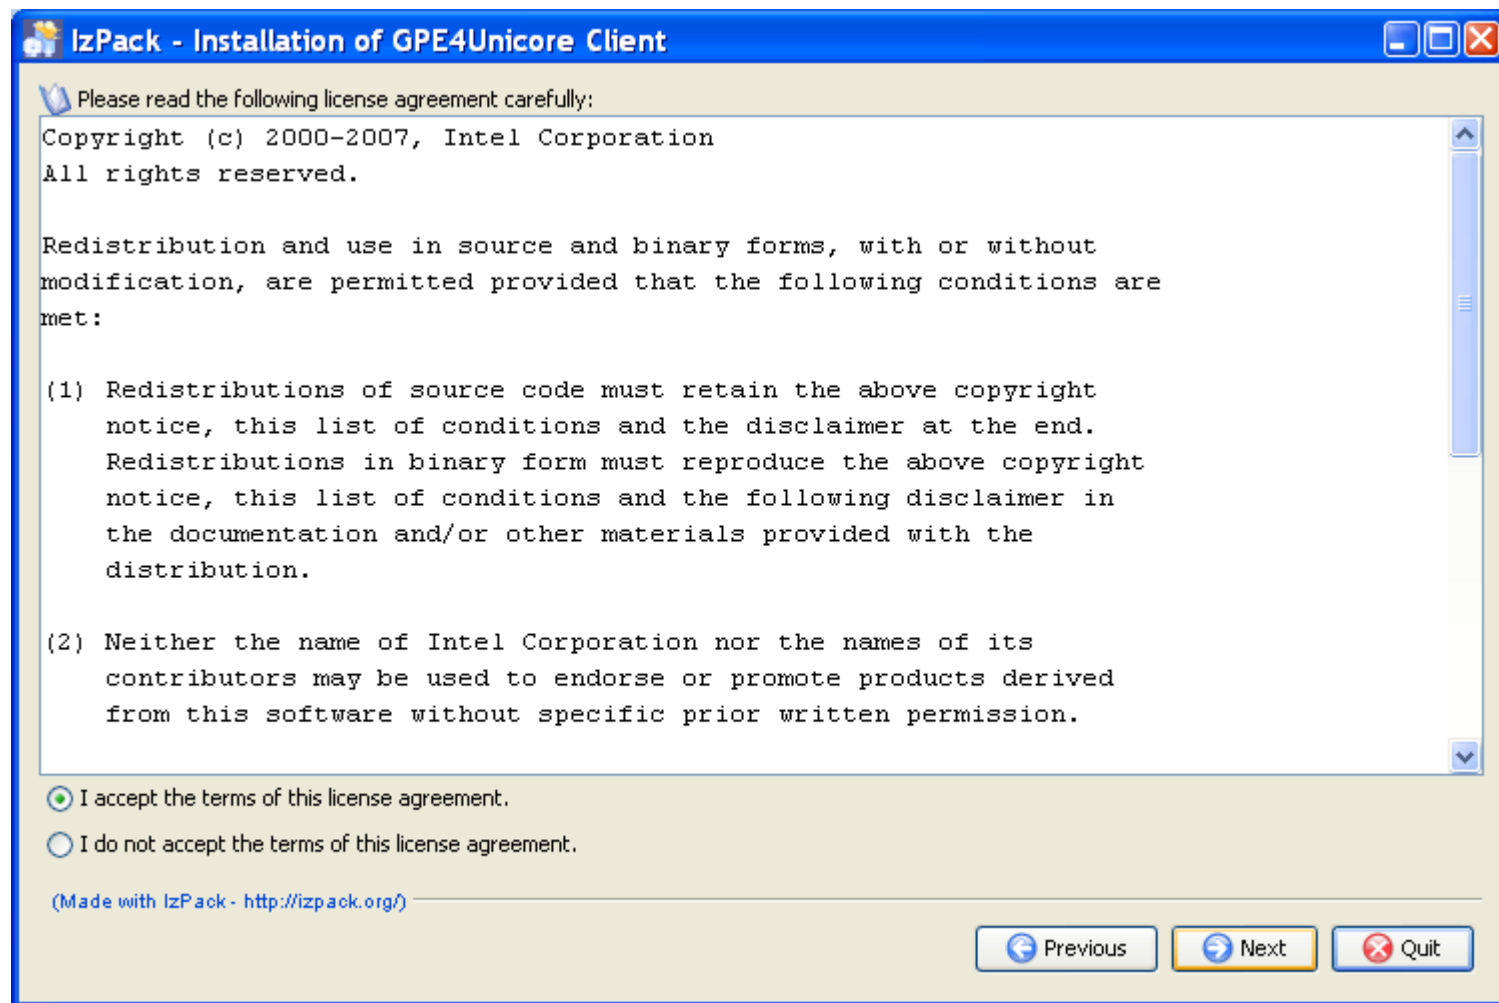 IzPack - Installation of GPE4Unicore Client
Please read the following license agreement carefully:
Copyright (c) 2000-2007, Intel Corporation
All rights reserved.
Redistribution and use in source and binary forms, with or without
modification, are permitted provided that the following conditions are
met:
(1) Redistributions of source code must retain the above copyright
notice, this list of conditions and the disclaimer at the end.
Redistributions in binary form must reproduce the above copyright
notice, this list of conditions and the following disclaimer in
the documentation and/or other materials provided with the
distribution.
(2) Neither the name of Intel Corporation nor the names of its
contributors may be used to endorse or promote products derived
from this software without specific prior written permission.
I accept the terms of this license agreement.
I do not accept the terms of this license agreement.
(Made with IzPack - http://izpack.org/)
Previous Next Quit